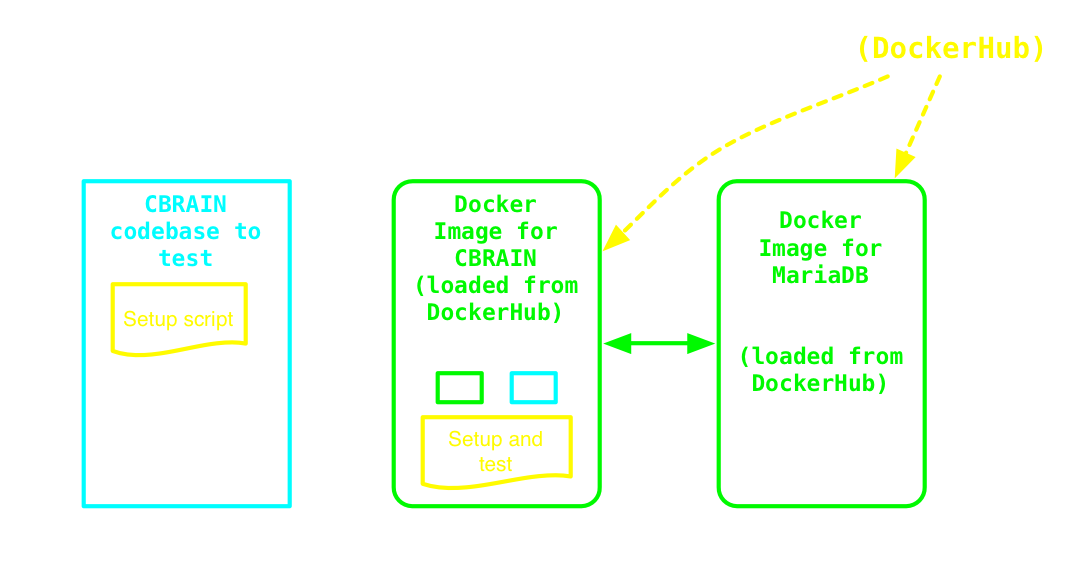 (DockerHub)
CBRAIN
codebase to
test
Setup script
Docker
Image for
CBRAIN
(loaded from
DockerHub)
Setup and
test
Docker
Image for
MariaDB
(loaded from
DockerHub)